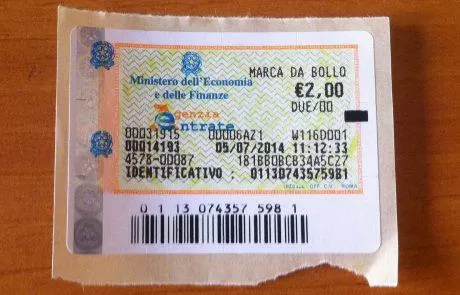 MARCA DA BOLLO
Ministero dell'Economia
e delle Finanze
€2,00
DUE/00
Agenzia
Entrate
00031915 00006AZ1 W116D001
00014193 05/07/2014 11:12:33
4578-00087 181BB0BCB34A5C27
IDENTIFICATIVO : 01130743575981
0 1 13 074357 598 1